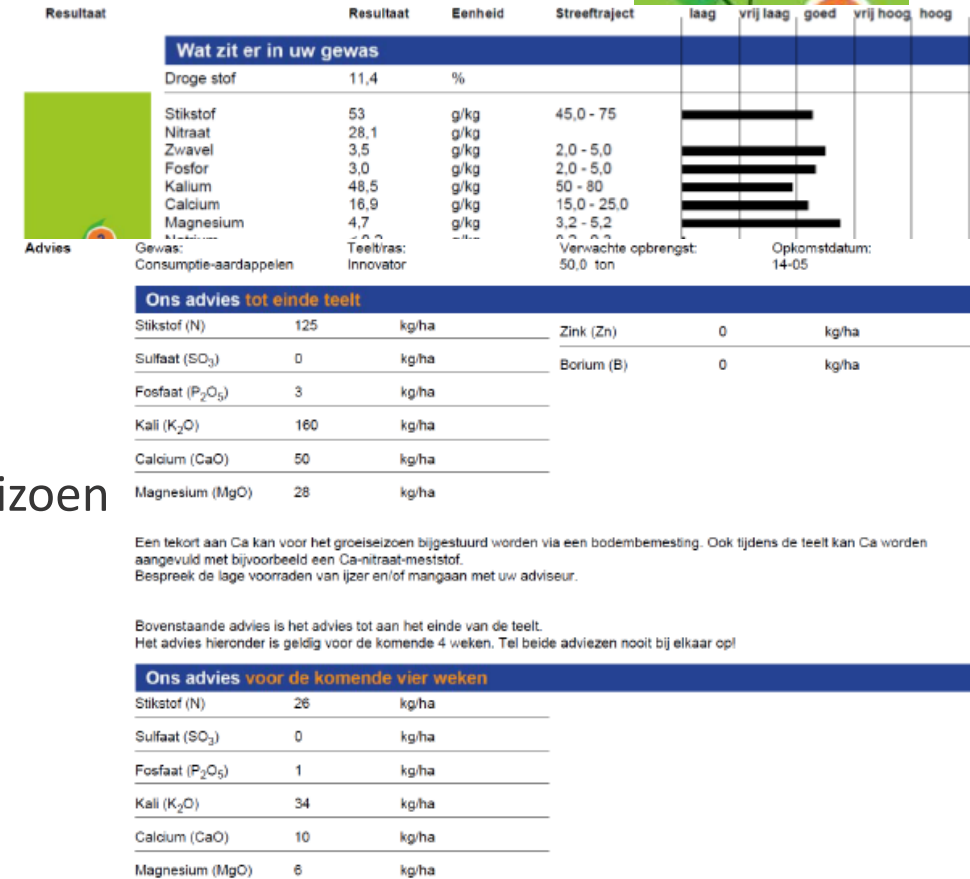 Resultaat Resultaat Eenheid Streeftraject laag vrij laag goed vrij hoog hoog
Wat zit er in uw gewas
Droge stof 11,4 %
Stikstof 53 g/kg 45,0 - 75
Nitraat 28,1 g/kg
Zwavel 3,5 g/kg 2,0 - 5,0
Fosfor 3,0 g/kg 2,0 - 5,0
Kalium 48,5 g/kg 50 - 80
Calcium 16,9 g/kg 15,0 - 25,0
Magnesium 4,7 g/kg 3,2 - 5,2
Advies Gewas: Teelt/ras: Verwachte opbrengst: Opkomstdatum:
Consumptie-aardappelen Innovator 50,0 ton 14-05
Ons advies tot einde teelt
Stikstof (N) 125 kg/ha Zink (Zn) 0 kg/ha
Sulfaat (SO₃) 0 kg/ha Borium (B) 0 kg/ha
Fosfaat (P₂O₅) 3 kg/ha
Kali (K₂O) 160 kg/ha
Calcium (CaO) 50 kg/ha
izoen Magnesium (MgO) 28 kg/ha
Een tekort aan Ca kan voor het groeiseizoen bijgestuurd worden via een bodembemesting. Ook tijdens de teelt kan Ca worden
aangevuld met bijvoorbeeld een Ca-nitraat-meststof.
Bespreek de lage voorraden van ijzer en/of mangaan met uw adviseur.
Bovenstaande advies is het advies tot aan het einde van de teelt.
Het advies hieronder is geldig voor de komende 4 weken. Tel beide adviezen nooit bij elkaar op!
Ons advies voor de komende vier weken
Stikstof (N) 26 kg/ha
Sulfaat (SO₃) 0 kg/ha
Fosfaat (P₂O₅) 1 kg/ha
Kali (K₂O) 34 kg/ha
Calcium (CaO) 10 kg/ha
Magnesium (MgO) 6 kg/ha